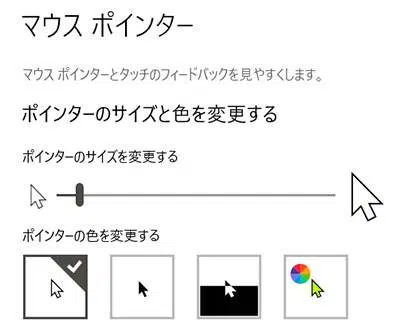 マウス ポインター
マウス ポインターとタッチのフィードバックを見やすくします。
ポインターのサイズと色を変更する
ポインターのサイズを変更する
ポインターの色を変更する